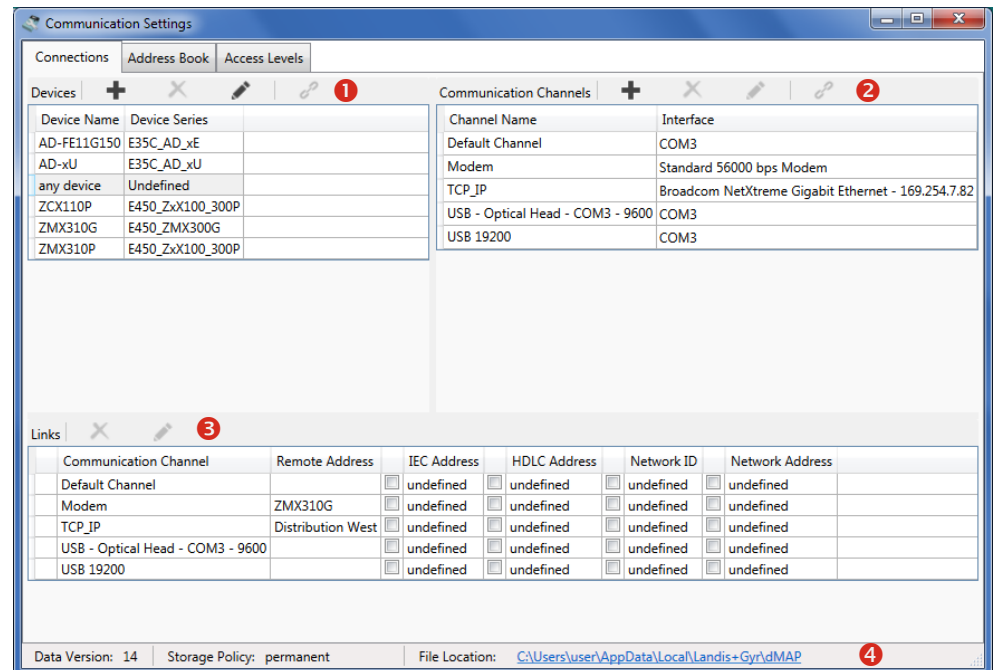 Communication Settings
Connections Address Book Access Levels
Devices 1 Communication Channels 2
Device Name Device Series
AD-FE11G150 E35C_AD_xE
AD-xU E35C_AD_xU
any device Undefined
ZCX110P E450_ZxX100_300P
ZMX310G E450_ZMX300G
ZMX310P E450_ZxX100_300P
Channel Name Interface
Default Channel COM3
Modem Standard 56000 bps Modem
TCP_IP Broadcom NetXtreme Gigabit Ethernet - 169.254.7.82
USB - Optical Head - COM3 - 9600 COM3
USB 19200 COM3
Links 3
Communication Channel Remote Address IEC Address HDLC Address Network ID Network Address
Default Channel undefined undefined undefined undefined
Modem ZMX310G undefined undefined undefined undefined
TCP_IP Distribution West undefined undefined undefined undefined
USB - Optical Head - COM3 - 9600 undefined undefined undefined undefined
USB 19200 undefined undefined undefined undefined
Data Version: 14 Storage Policy: permanent File Location: C:\Users\user\AppData\Local\Landis+Gyr\dMAP 4